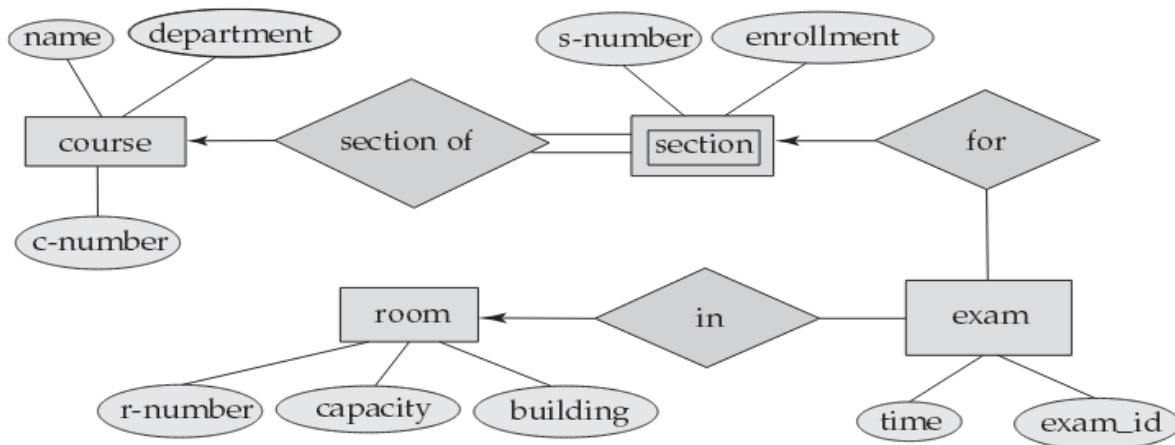 name
department
s-number
enrollment
course
section of
section
for
c-number
room
in
exam
r-number
capacity
building
time
exam_id